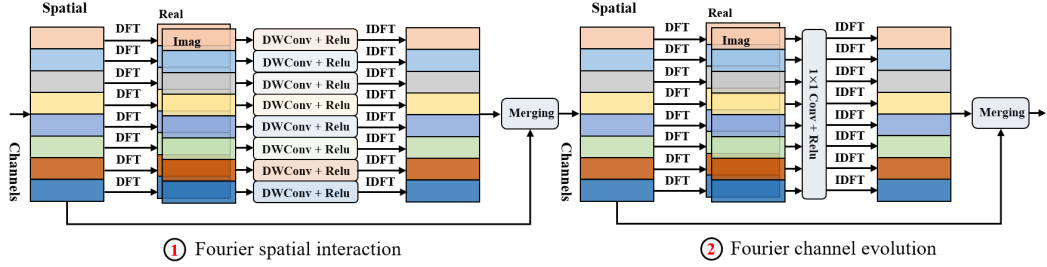 Spatial
DFT
Real
Imag
IDFT
DWConv + Relu
DFT
DWConv + Relu
IDFT
DFT
DWConv + Relu
IDFT
DFT
DWConv + Relu
IDFT
DFT
DWConv + Relu
IDFT
DFT
DWConv + Relu
IDFT
DFT
DWConv + Relu
IDFT
DFT
DWConv + Relu
IDFT
Channels
Merging
1 Fourier spatial interaction
Spatial
DFT
Real
Imag
IDFT
DFT
IDFT
DFT
IDFT
DFT
IDFT
DFT
IDFT
DFT
IDFT
DFT
IDFT
DFT
IDFT
1×1 Conv + Relu
Channels
Merging
2 Fourier channel evolution